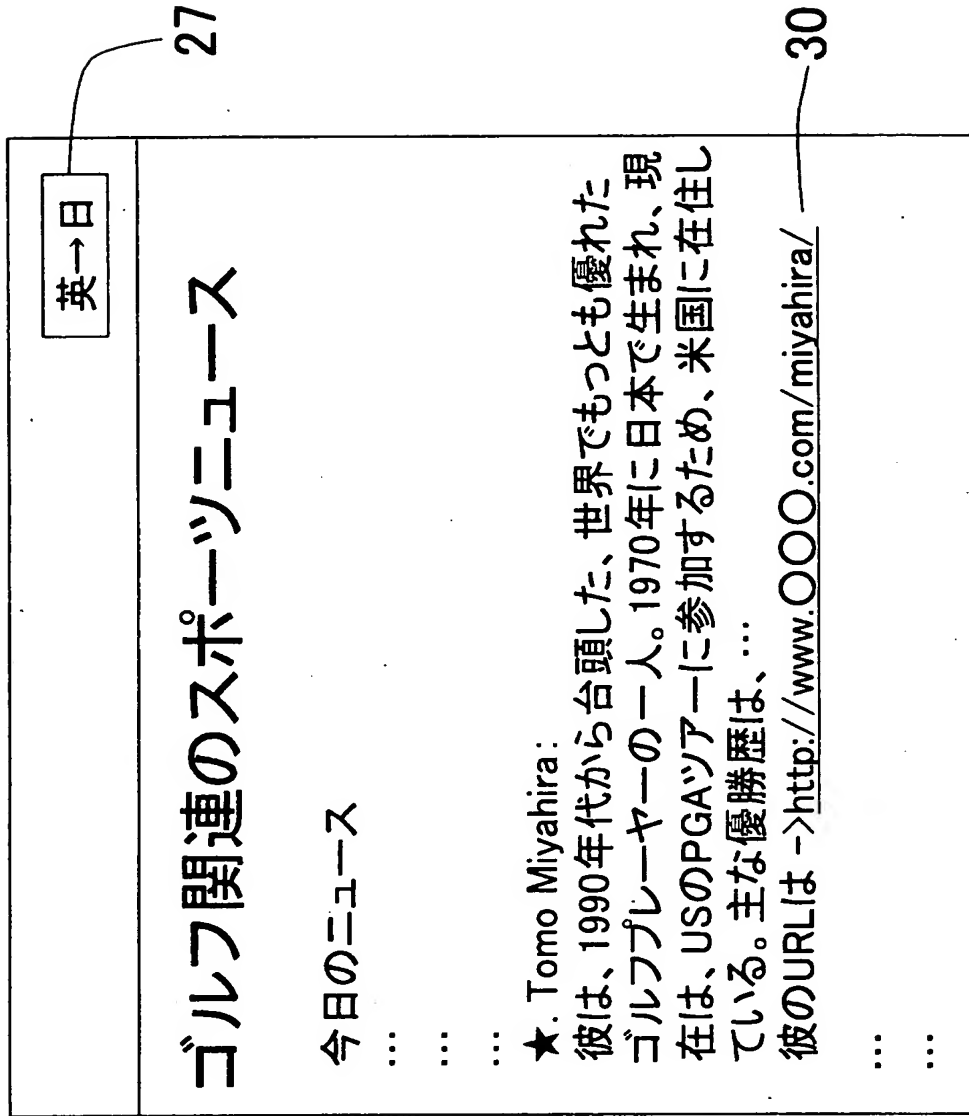 英→日
27
ゴルフ関連のスポーツニュース
今日のニュース
…
…
…
★. Tomo Miyahira:
彼は、1990年代から台頭した、世界でもっとも優れた
ゴルフプレーヤーの一人。1970年に日本で生まれ、現
在は、USのPGAツアーに参加するため、米国に在住し
ている。主な優勝歴は、…
彼のURLは ->http://www.〇〇〇.com/miyahira/
30
…
…